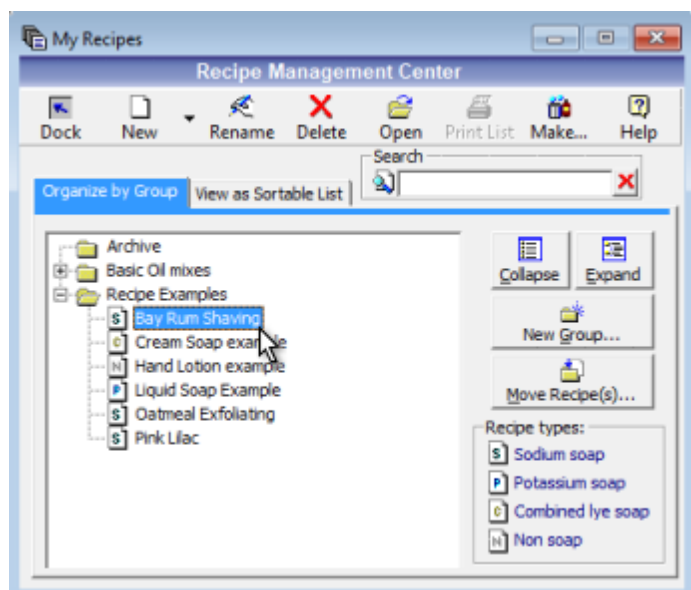 My Recipes
Recipe Management Center
Dock New Rename Delete Open Print List Make... Help
Search
Organize by Group View as Sortable List
Archive
Basic Oil mixes
Recipe Examples
S Bay Rum Shaving
C Cream Soap example
N Hand Lotion example
P Liquid Soap Example
S Oatmeal Exfoliating
S Pink Lilac
Collapse Expand
New Group...
Move Recipe(s)...
Recipe types:
S Sodium soap
P Potassium soap
C Combined lye soap
N Non soap